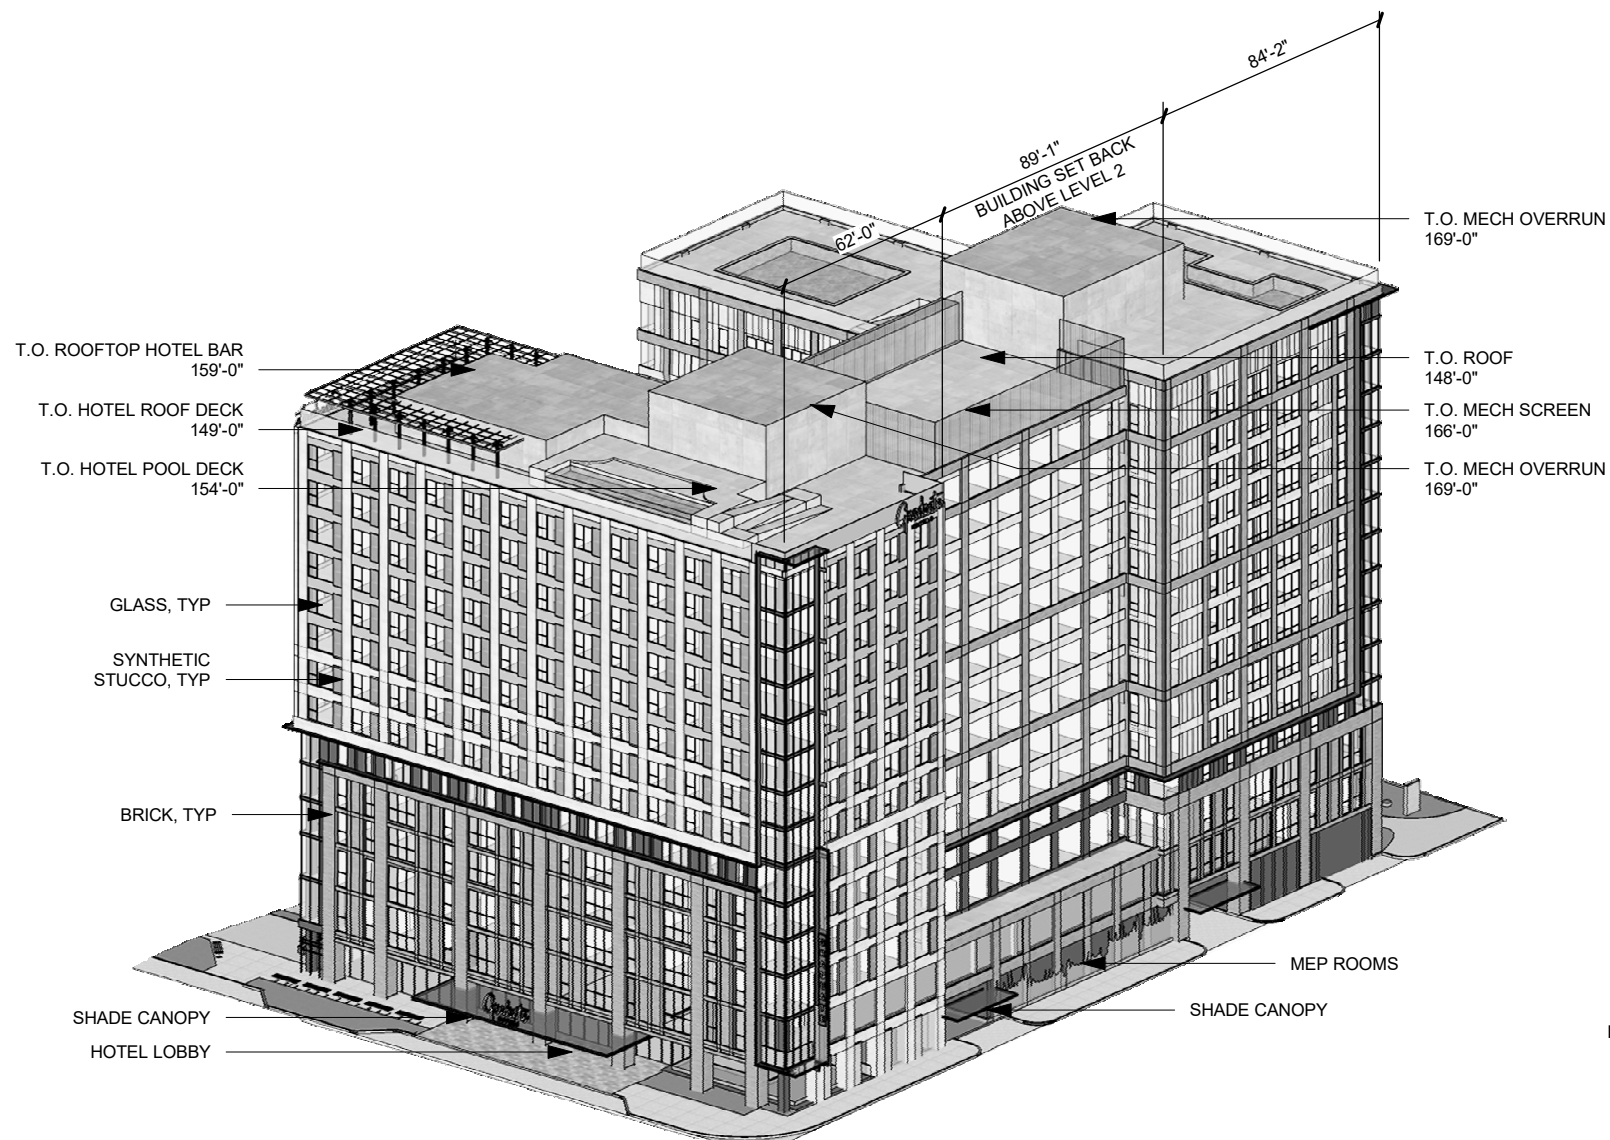 84'-2"
89'-1"
BUILDING SET BACK
ABOVE LEVEL 2
62'-0"
T.O. MECH OVERRUN
169'-0"
T.O. ROOFTOP HOTEL BAR
159'-0"
T.O. ROOF
148'-0"
T.O. HOTEL ROOF DECK
149'-0"
T.O. MECH SCREEN
166'-0"
T.O. HOTEL POOL DECK
154'-0"
T.O. MECH OVERRUN
169'-0"
Graduate
GLASS, TYP
SYNTHETIC
STUCCO, TYP
BRICK, TYP
MEP ROOMS
Graduate
SHADE CANOPY
SHADE CANOPY
HOTEL LOBBY